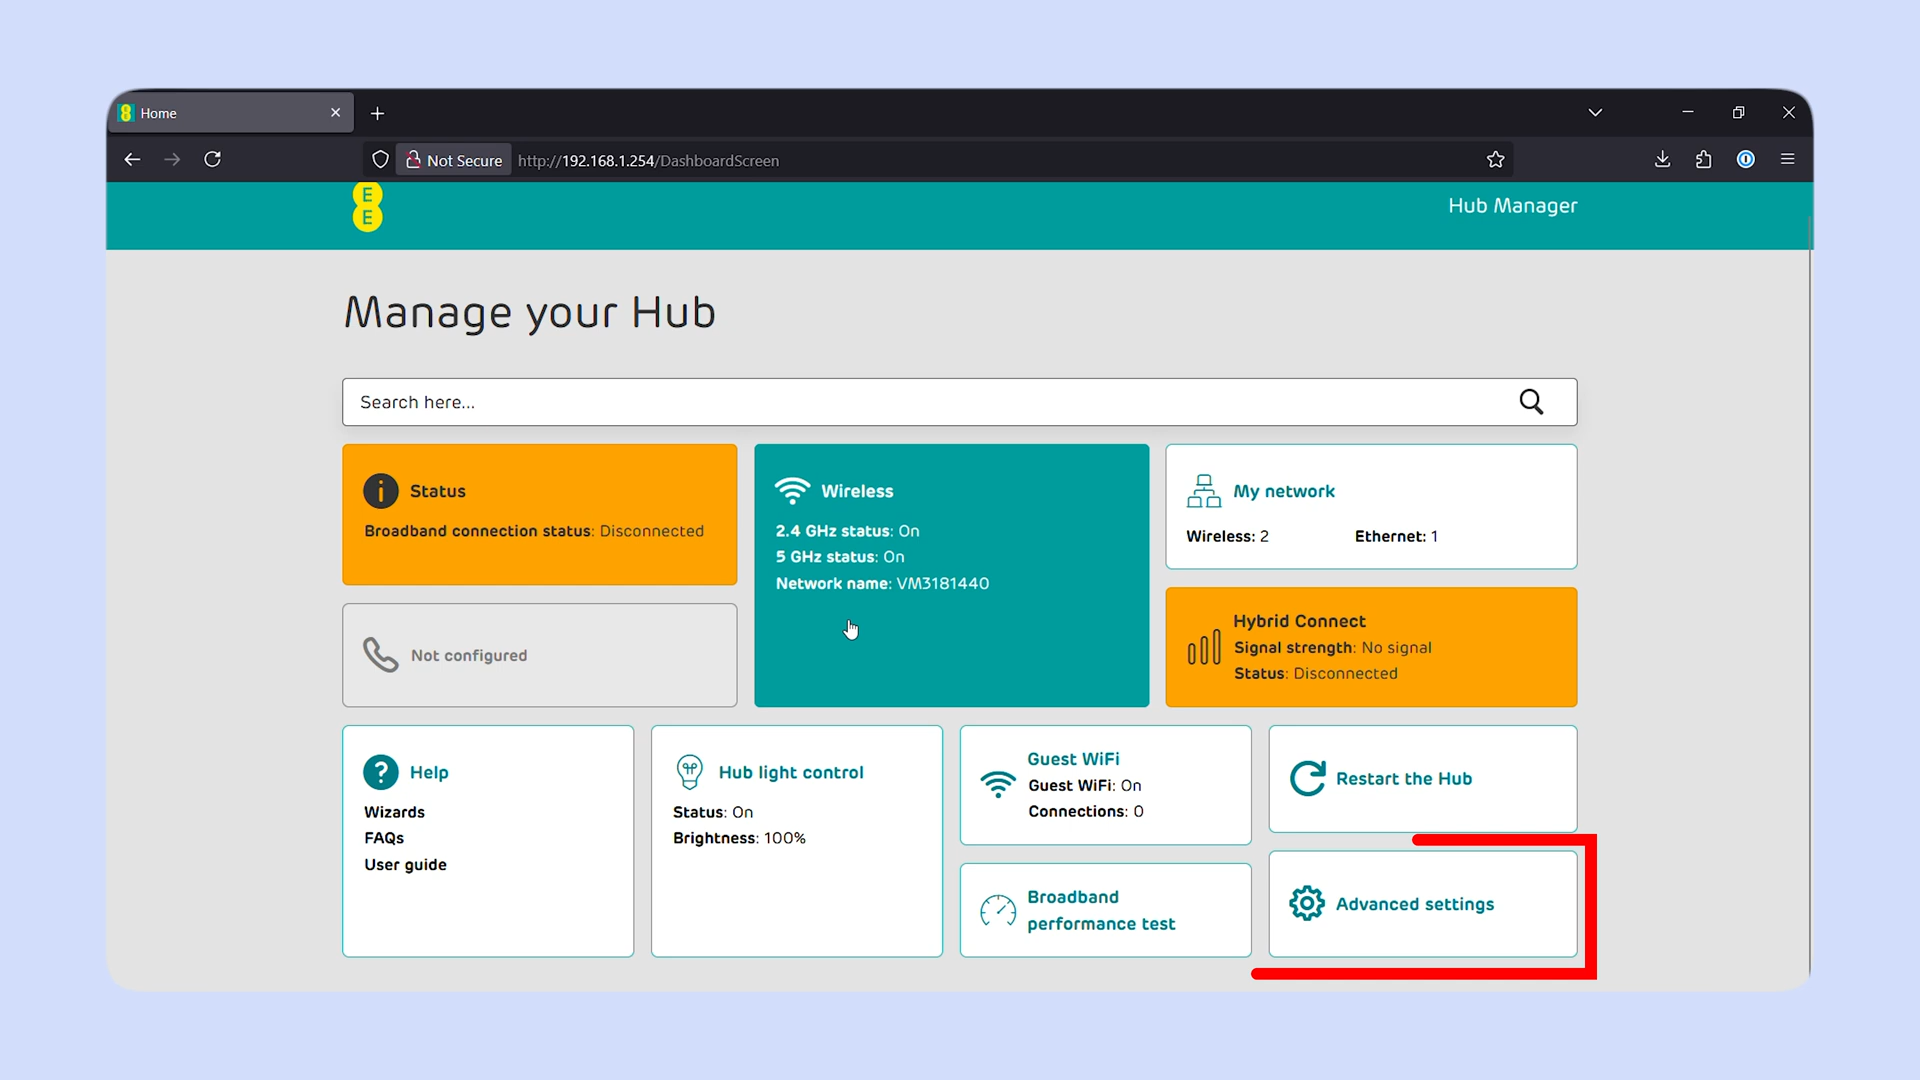 Home
Not Secure
http://192.168.1.254/DashboardScreen
E
E
Hub Manager
Manage your Hub
Search here...
Status
Broadband connection status: Disconnected
Wireless
2.4 GHz status: On
5 GHz status: On
Network name: VM3181440
My network
Wireless: 2
Ethernet: 1
Not configured
Hybrid Connect
Signal strength: No signal
Status: Disconnected
Help
Wizards
FAQs
User guide
Hub light control
Status: On
Brightness: 100%
Guest WiFi
Guest WiFi: On
Connections: 0
Restart the Hub
Broadband
performance test
Advanced settings